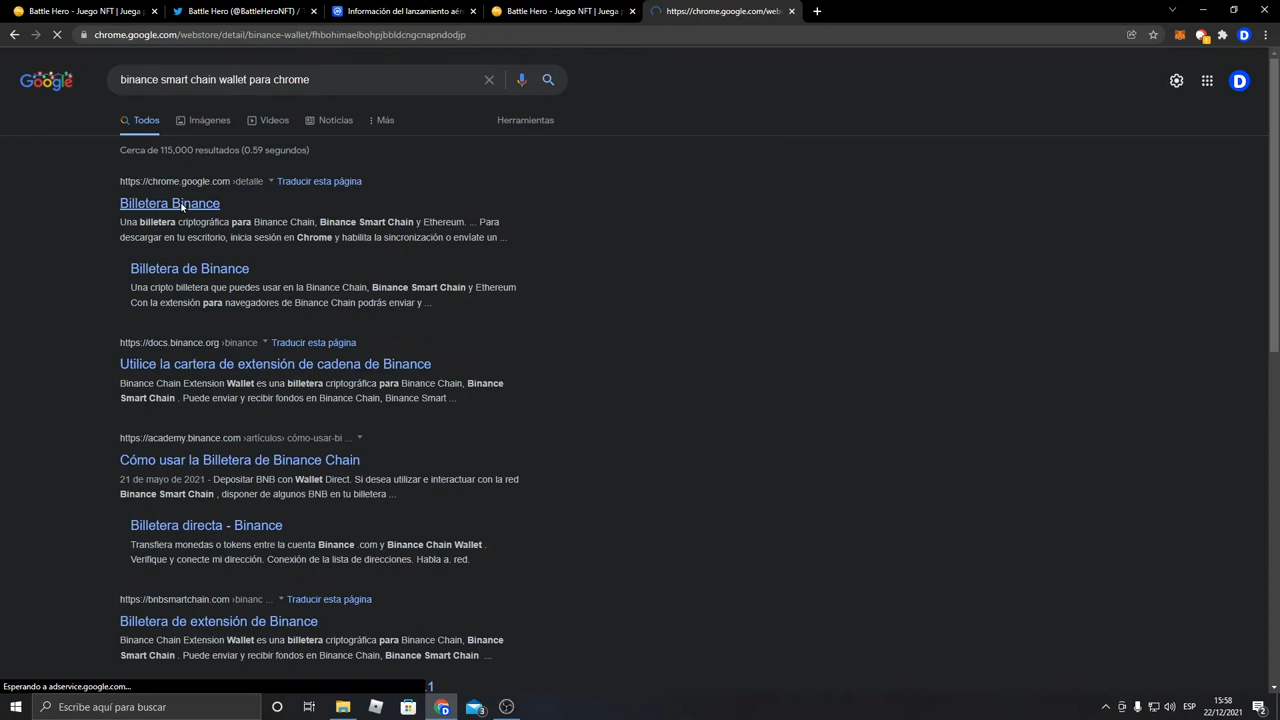 Battle Hero - Juego NFT | Juega p
Battle Hero (@BattleHeroNFT) / T
Información del lanzamiento aér
Battle Hero - Juego NFT | Juega p
https://chrome.google.com/web
chrome.google.com/webstore/detail/binance-wallet/fhbohimaelbohpjbbldcngcnapndodjp
D
Google
binance smart chain wallet para chrome
D
Todos
Imágenes
Videos
Noticias
Más
Herramientas
Cerca de 115,000 resultados (0.59 segundos)
https://chrome.google.com ›detalle
Traducir esta página
Billetera Binance
Una billetera criptográfica para Binance Chain, Binance Smart Chain y Ethereum. ... Para
descargar en tu escritorio, inicia sesión en Chrome y habilita la sincronización o envíate un ...
Billetera de Binance
Una cripto billetera que puedes usar en la Binance Chain, Binance Smart Chain y Ethereum
Con la extensión para navegadores de Binance Chain podrás enviar y ...
https://docs.binance.org ›binance
Traducir esta página
Utilice la cartera de extensión de cadena de Binance
Binance Chain Extension Wallet es una billetera criptográfica para Binance Chain, Binance
Smart Chain . Puede enviar y recibir fondos en Binance Chain, Binance Smart ...
https://academy.binance.com ›artículos› cómo-usar-bi ...
Cómo usar la Billetera de Binance Chain
21 de mayo de 2021 - Depositar BNB con Wallet Direct. Si desea utilizar e interactuar con la red
Binance Smart Chain , disponer de algunos BNB en tu billetera ...
Billetera directa - Binance
Transfiera monedas o tokens entre la cuenta Binance .com y Binance Chain Wallet .
Verifique y conecte mi dirección. Conexión de la lista de direcciones. Habla a. red.
https://bnbsmartchain.com ›binanc ...
Traducir esta página
Billetera de extensión de Binance
Binance Chain Extension Wallet es una billetera criptográfica para Binance Chain, Binance
Smart Chain . Puede enviar y recibir fondos en Binance Chain, Binance Smart Chain ...
Esperando a adservice.google.com...
Escribe aquí para buscar
3
ESP
15:58
22/12/2021
2